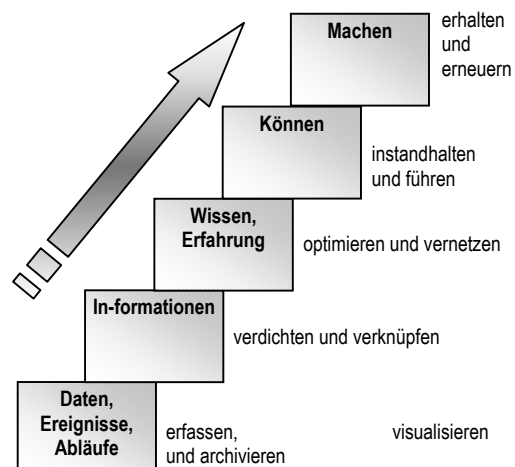 Machen
erhalten
und
erneuern
Können
instandhalten
und führen
Wissen,
Erfahrung
optimieren und vernetzen
In-formationen
verdichten und verknüpfen
Daten,
Ereignisse,
Abläufe
erfassen,
und archivieren
visualisieren